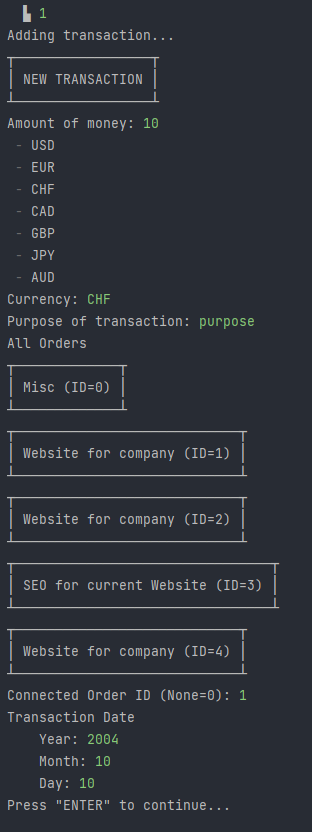 1
Adding transaction...
NEW TRANSACTION
Amount of money: 10
- USD
- EUR
- CHF
- CAD
- GBP
- JPY
- AUD
Currency: CHF
Purpose of transaction: purpose
All Orders
Misc (ID=0)
Website for company (ID=1)
Website for company (ID=2)
SEO for current Website (ID=3)
Website for company (ID=4)
Connected Order ID (None=0): 1
Transaction Date
Year: 2004
Month: 10
Day: 10
Press "ENTER" to continue...